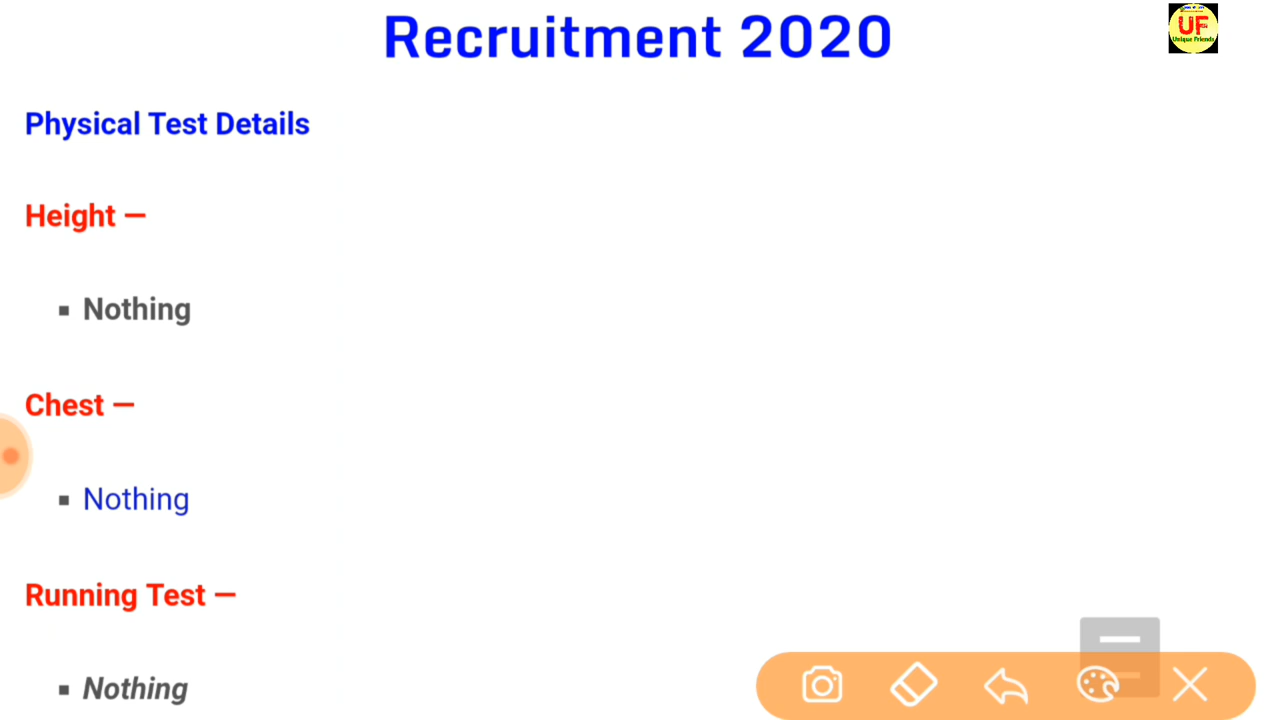 Recruitment 2020
UF
Unique Friends
Physical Test Details
Height —
Nothing
Chest —
Nothing
Running Test —
Nothing